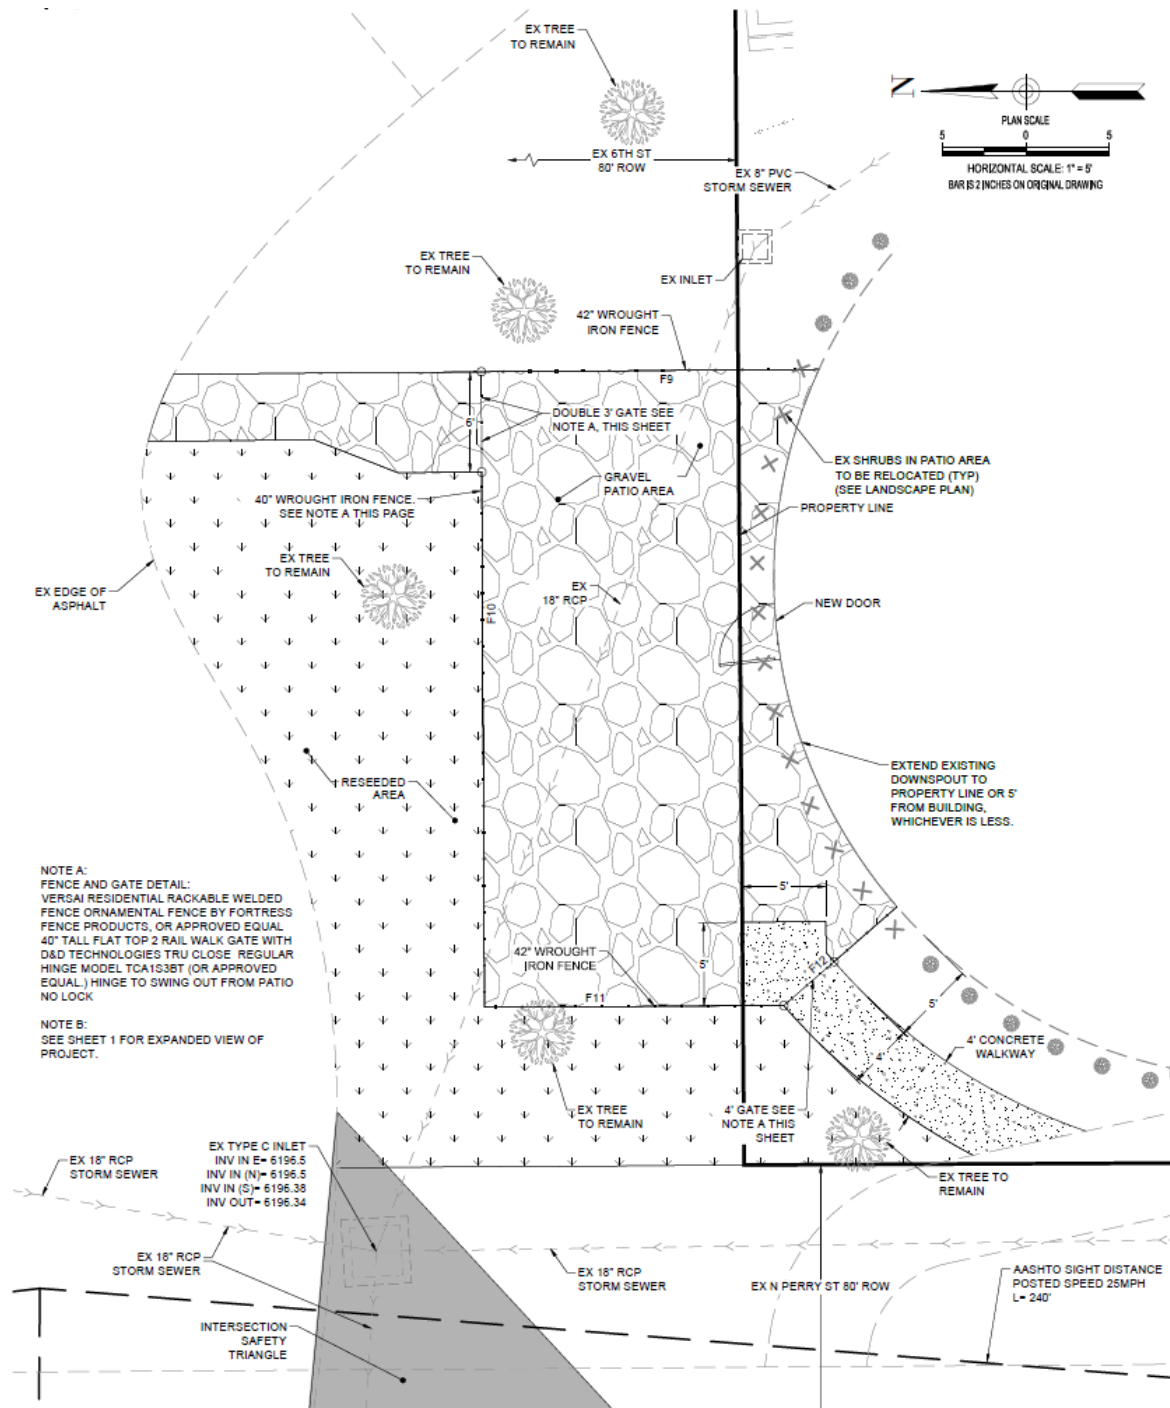 EX TREE
TO REMAIN
N
PLAN SCALE
5 0 5
HORIZONTAL SCALE: 1" = 5'
BAR IS 2 INCHES ON ORIGINAL DRAWING
EX 6TH ST
80' ROW
EX 8" PVC
STORM SEWER
EX TREE
TO REMAIN
EX INLET
42" WROUGHT
IRON FENCE
F9
6'
DOUBLE 3' GATE SEE
NOTE A, THIS SHEET
GRAVEL
PATIO AREA
EX SHRUBS IN PATIO AREA
TO BE RELOCATED (TYP)
(SEE LANDSCAPE PLAN)
40" WROUGHT IRON FENCE.
SEE NOTE A THIS PAGE
PROPERTY LINE
EX TREE
TO REMAIN
EX EDGE OF
ASPHALT
EX
18" RCP
F10
NEW DOOR
RESEEDED
AREA
EXTEND EXISTING
DOWNSPOUT TO
PROPERTY LINE OR 5'
FROM BUILDING,
WHICHEVER IS LESS.
NOTE A:
FENCE AND GATE DETAIL:
VERSAI RESIDENTIAL RACKABLE WELDED
FENCE ORNAMENTAL FENCE BY FORTRESS
FENCE PRODUCTS, OR APPROVED EQUAL
40" TALL FLAT TOP 2 RAIL WALK GATE WITH
D&D TECHNOLOGIES TRU CLOSE REGULAR
HINGE MODEL TCA1S3BT (OR APPROVED
EQUAL.) HINGE TO SWING OUT FROM PATIO
NO LOCK
NOTE B:
SEE SHEET 1 FOR EXPANDED VIEW OF
PROJECT.
5'
42" WROUGHT
IRON FENCE
5'
F12
F11
5'
4'
4' CONCRETE
WALKWAY
EX TREE
TO REMAIN
4' GATE SEE
NOTE A THIS
SHEET
EX TREE TO
REMAIN
EX 18" RCP
STORM SEWER
EX TYPE C INLET
INV IN E= 6196.5
INV IN (N)= 6196.5
INV IN (S)= 6196.38
INV OUT= 6196.34
EX 18" RCP
STORM SEWER
EX 18" RCP
STORM SEWER
EX N PERRY ST 80' ROW
AASHTO SIGHT DISTANCE
POSTED SPEED 25MPH
L= 240'
INTERSECTION
SAFETY
TRIANGLE